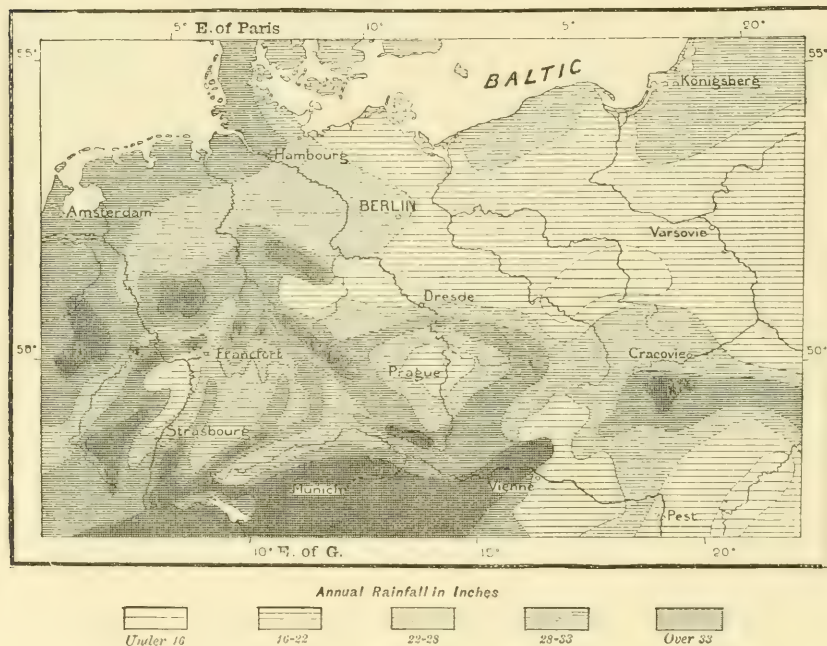 5° E. of Paris 10° 5° 20°
55° 55°
BALTIC
Königsberg
Hambourg
Amsterdam
BERLIN
Varsovie
Dresde
50° Francfort Cracovie 50°
Prague
Strasbourg
Munich Vienne
Pest
10° E. of G. 15° 20°
Annual Rainfall in Inches
Under 16 16-22 22-28 28-33 Over 33